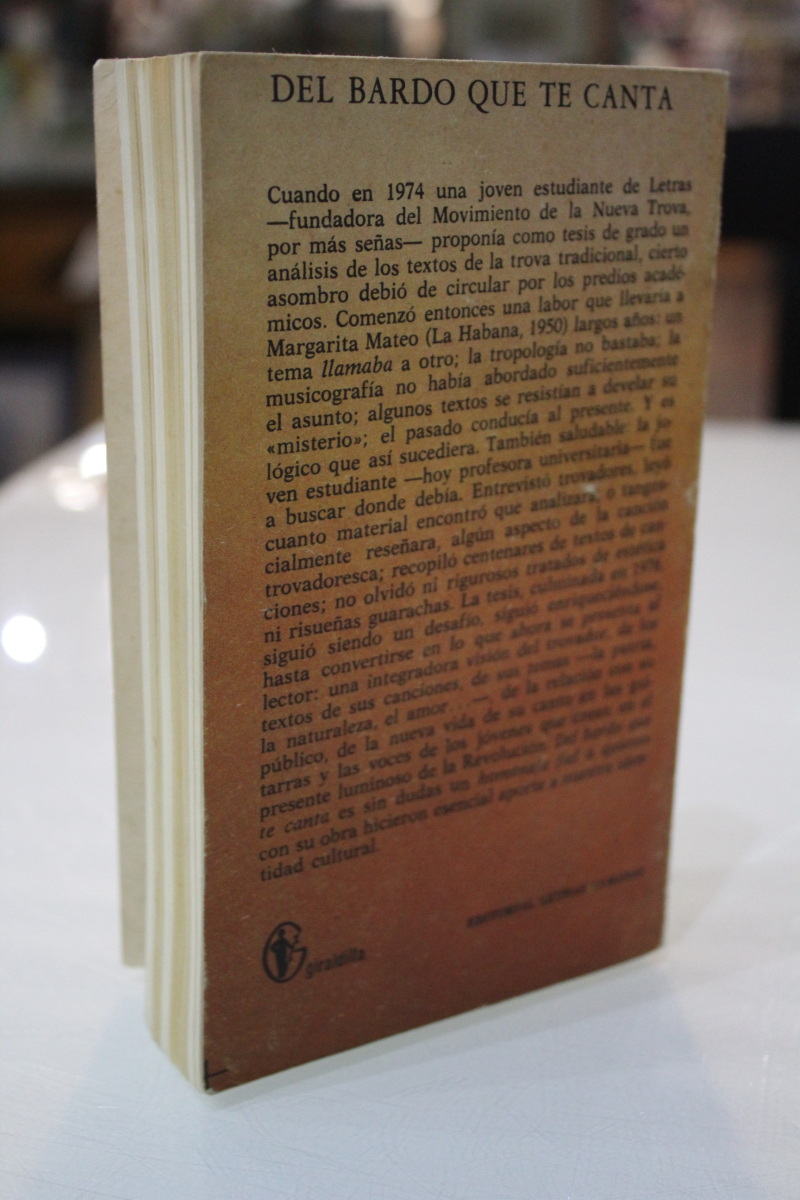 DEL BARDO QUE TE CANTA
Cuando en 1974 una joven estudiante de Letras
—fundadora del Movimiento de la Nueva Trova,
por más señas— proponía como tesis de grado un
análisis de los textos de la trova tradicional, cierto
asombro debió de circular por los predios acadé-
micos. Comenzó entonces una labor que llevaría a
Margarita Mateo (La Habana, 1950) largos años: un
tema llamaba a otro; la tropología no bastaba; la
musicografía no había abordado suficientemente
el asunto; algunos textos se resistían a develar su
«misterio»; el pasado conducía al presente. Y es
lógico que así sucediera. También saludable: la jo-
ven estudiante —hoy profesora universitaria— fue
a buscar donde debía. Entrevistó trovadores, leyó
cuanto material encontró que analizara, o tangen-
cialmente reseñara, algún aspecto de la canción
trovadoresca; recopiló centenares de textos de can-
ciones; no olvidó ni rigurosos tratados de estética
ni risueñas guarachas. La tesis, culminada en 1974,
siguió siendo un desafío, siguió enriqueciéndose,
hasta convertirse en lo que ahora se presenta al
lector: una integradora visión del trovador, de los
textos de sus canciones, de sus temas —la patria,
la naturaleza, el amor...—, de la relación con su
público, de la nueva vida de su canto en las gui-
tarras y las voces de los jóvenes que crean en el
presente luminoso de la Revolución. Del bardo que
te canta es sin dudas un homenaje fiel a quienes
con su obra hicieron esencial aporte a nuestra iden-
tidad cultural.
EDITORIAL LETRAS CUBANAS
giraldilla